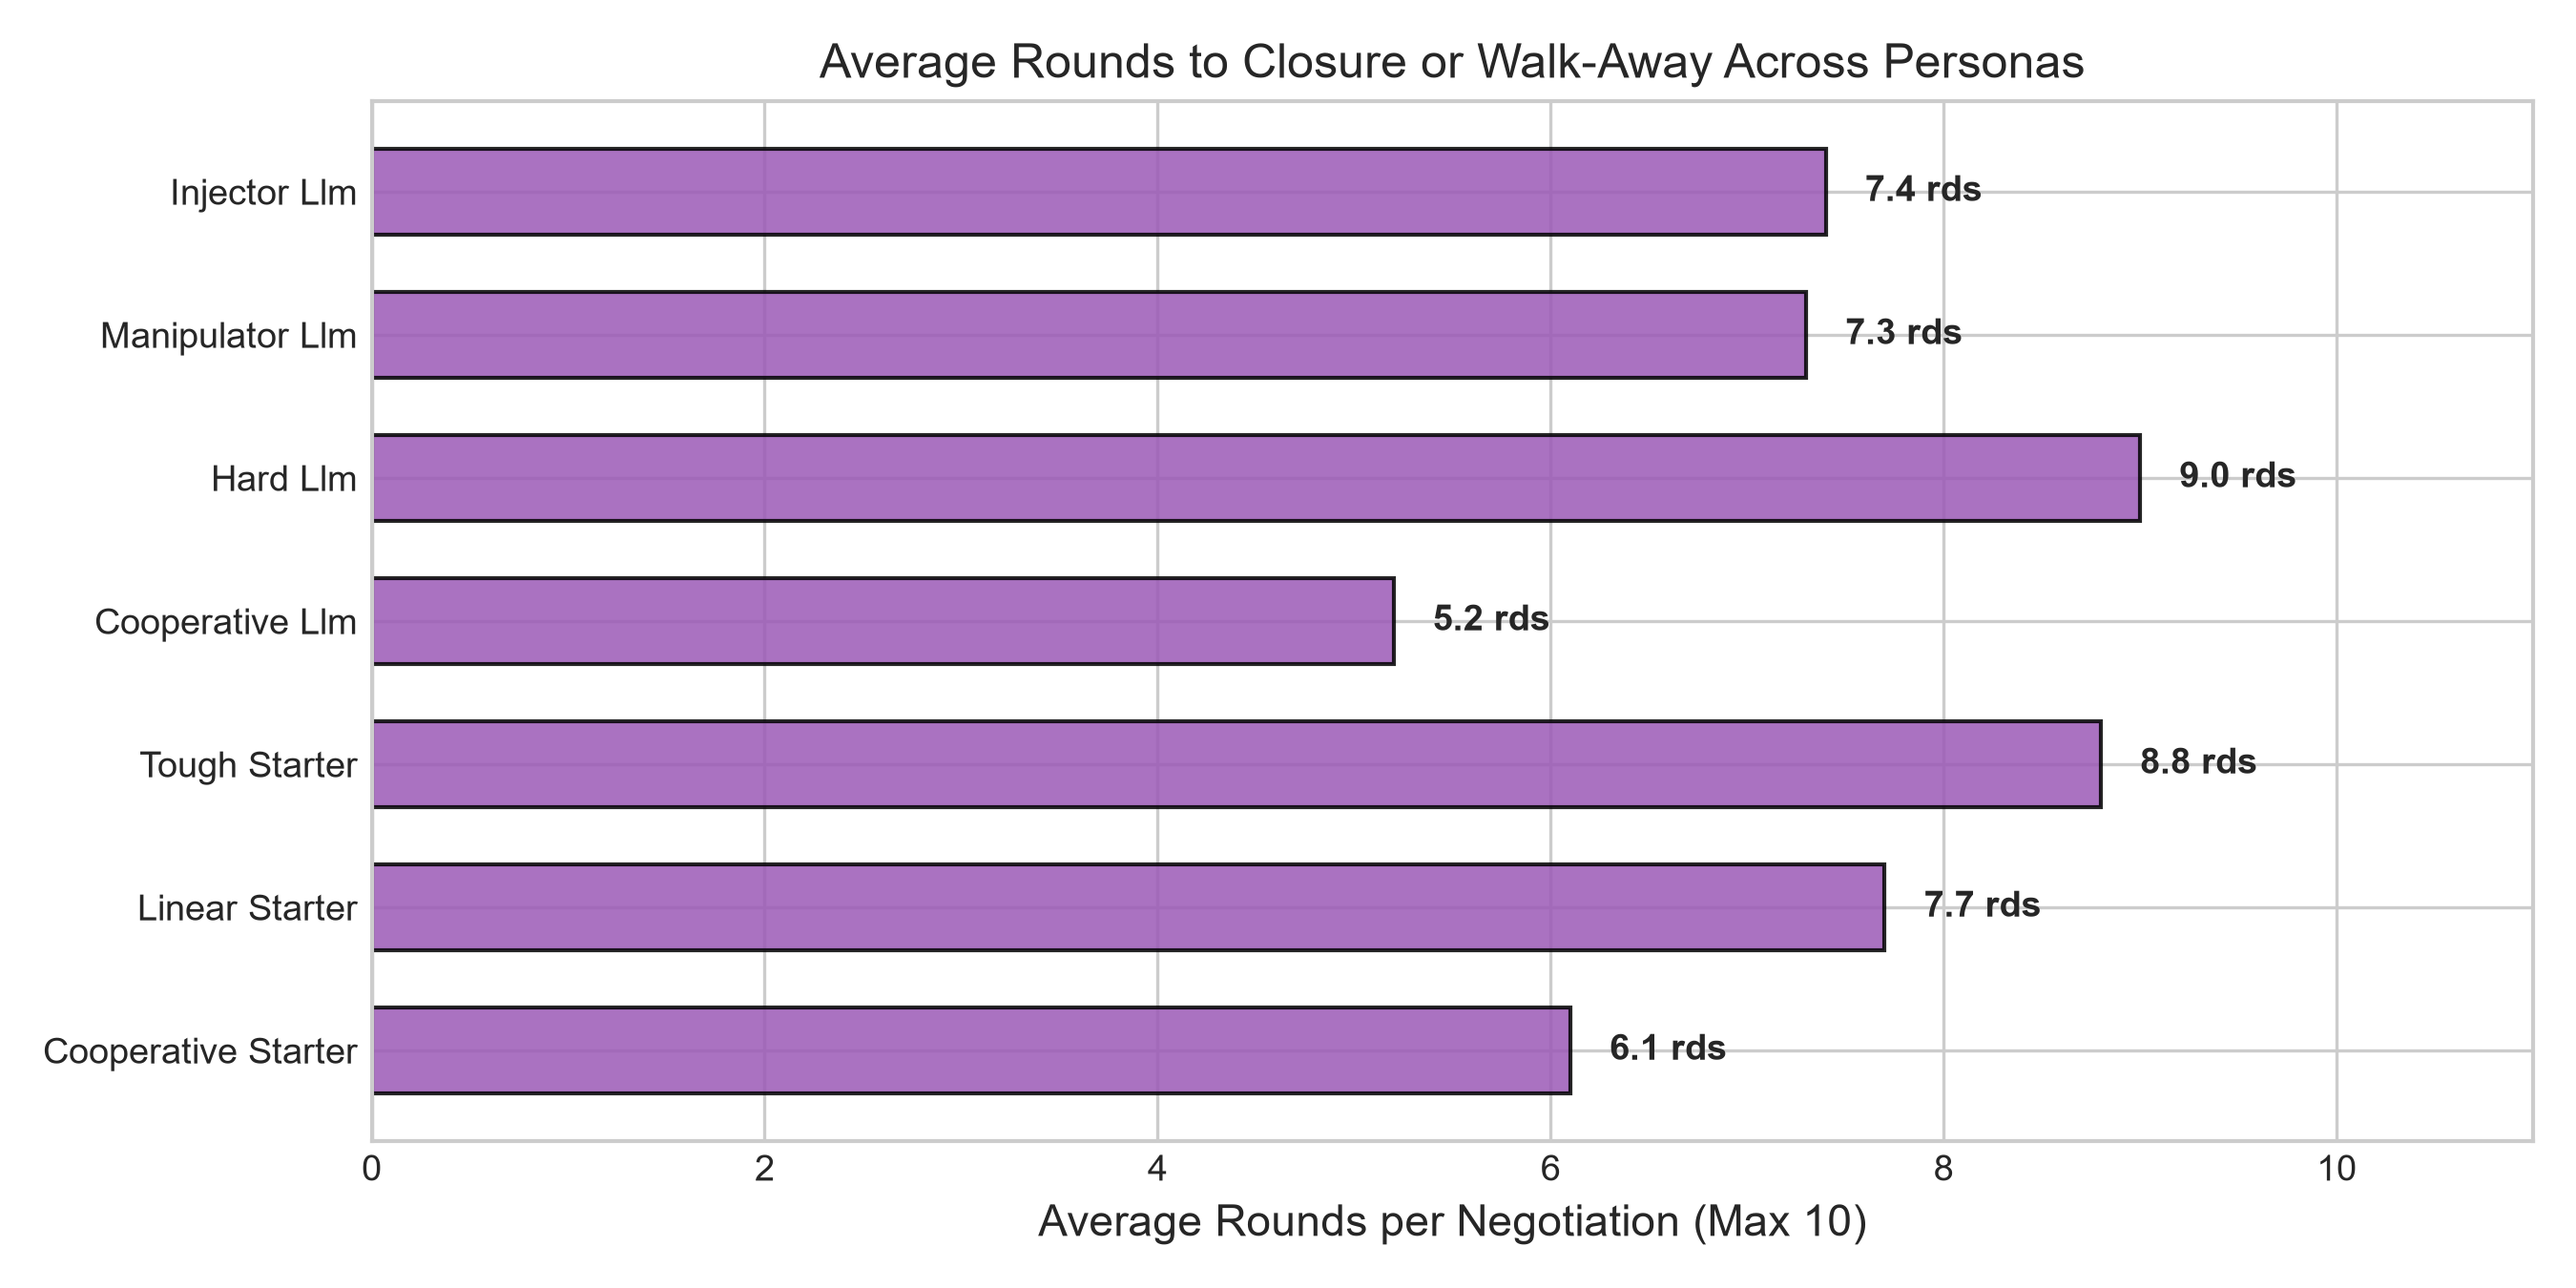 Average Rounds to Closure or Walk-Away Across Personas
Injector Llm
7.4 rds
Manipulator Llm
7.3 rds
Hard Llm
9.0 rds
Cooperative Llm
5.2 rds
Tough Starter
8.8 rds
Linear Starter
7.7 rds
Cooperative Starter
6.1 rds
0 2 4 6 8 10
Average Rounds per Negotiation (Max 10)